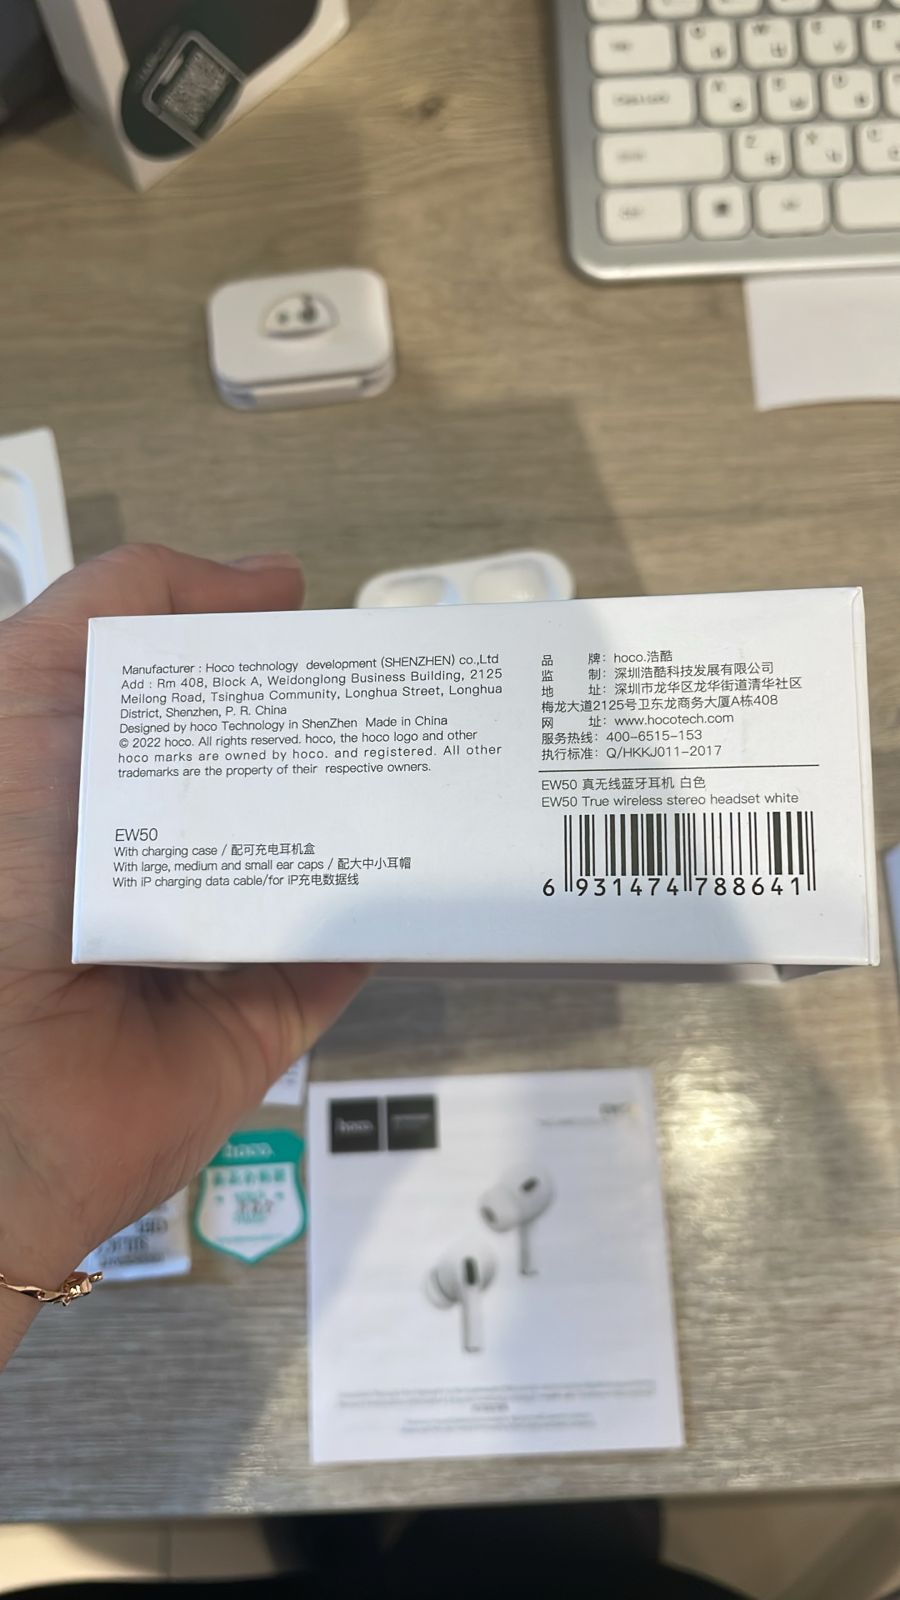 Manufacturer : Hoco technology development (SHENZHEN) co.,Ltd
Add : Rm 408, Block A, Weidonglong Business Building, 2125
Meilong Road, Tsinghua Community, Longhua Street, Longhua
District, Shenzhen, P. R. China
Designed by hoco Technology in ShenZhen Made in China
© 2022 hoco. All rights reserved. hoco, the hoco logo and other
hoco marks are owned by hoco. and registered. All other
trademarks are the property of their respective owners.
EW50
With charging case / 配可充电耳机盒
With large, medium and small ear caps / 配大中小耳帽
With iP charging data cable/for iP充电数据线
品 牌: hoco.浩酷
监 制: 深圳浩酷科技发展有限公司
地 址: 深圳市龙华区龙华街道清华社区
梅龙大道2125号卫东龙商务大厦A栋408
网 址: www.hocotech.com
服务热线: 400-6515-153
执行标准: Q/HKKJ011-2017
EW50 真无线蓝牙耳机 白色
EW50 True wireless stereo headset white
6 931474 788641
hoco.
hoco.